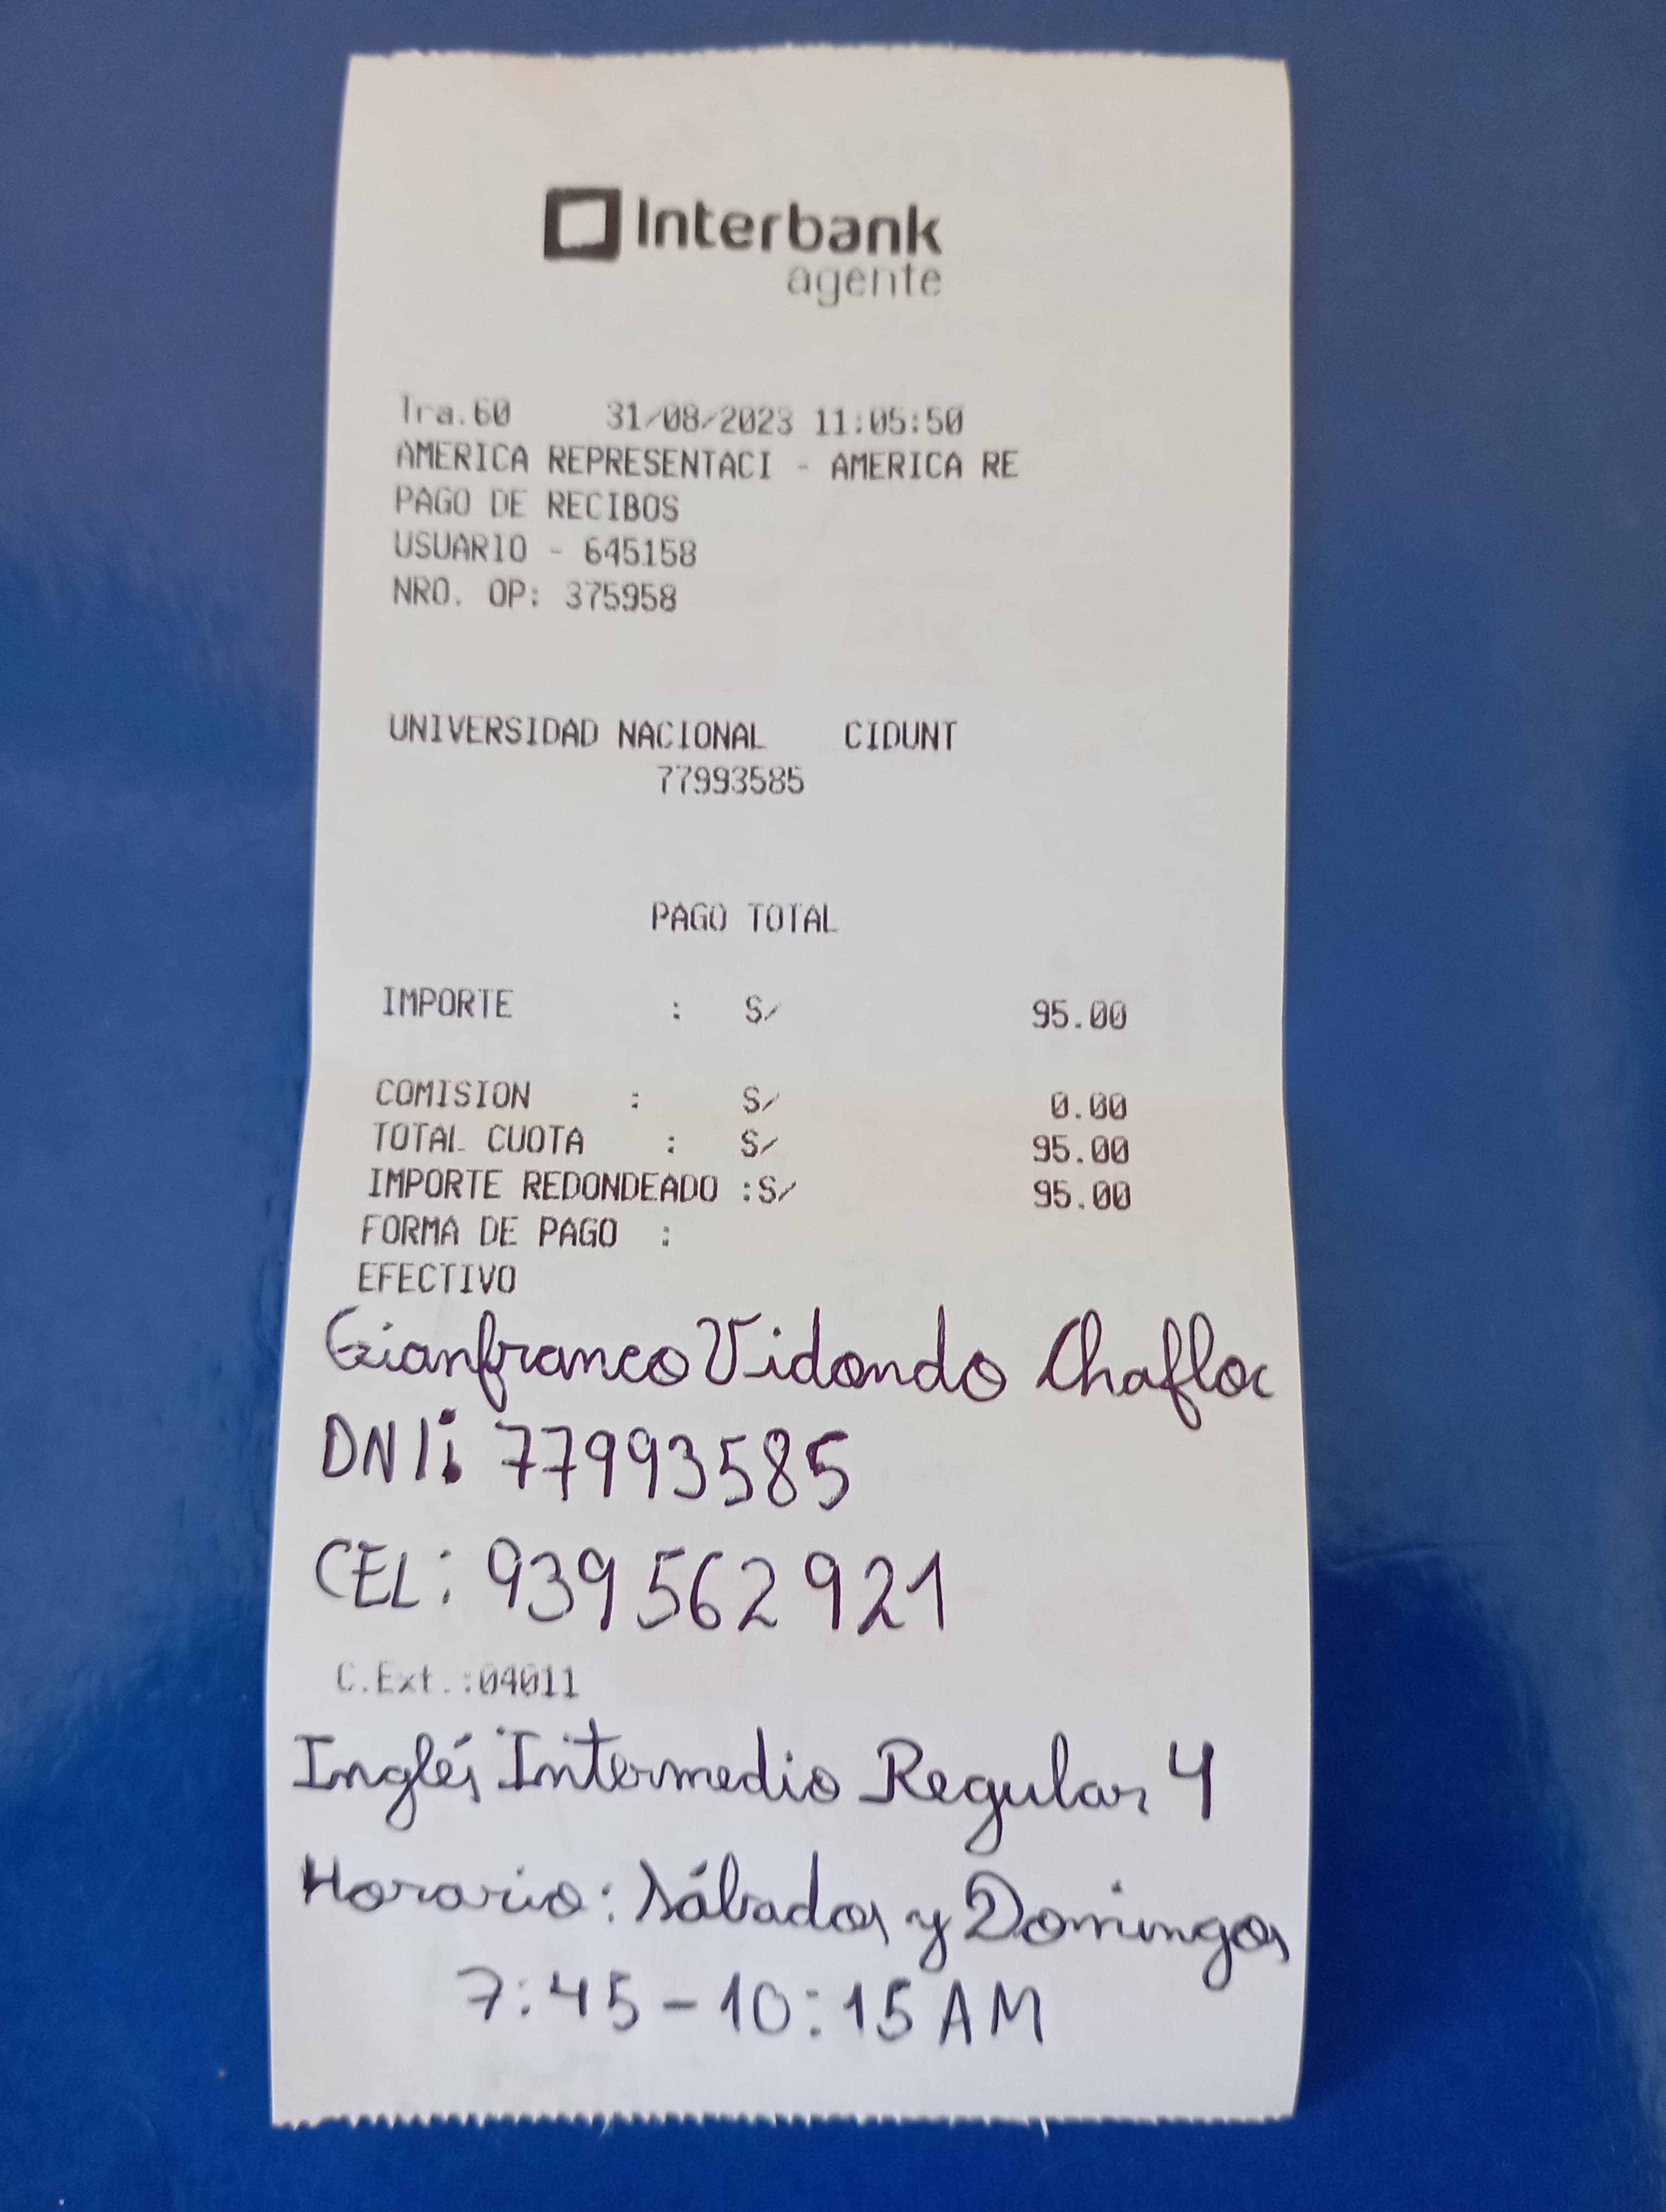 Interbank
agente
Tra.60 31/08/2023 11:05:50
AMERICA REPRESENTACI - AMERICA RE
PAGO DE RECIBOS
USUARIO - 645158
NRO. OP: 375958
UNIVERSIDAD NACIONAL CIDUNT
77993585
PAGO TOTAL
IMPORTE : S/ 95.00
COMISION : S/ 0.00
TOTAL CUOTA : S/ 95.00
IMPORTE REDONDEADO :S/ 95.00
FORMA DE PAGO :
EFECTIVO
Gianfranco Vidondo Chafloc
DNI: 77993585
CEL: 939 562 921
C.Ext.:04011
Inglés Intermedio Regular 4
Horario: Sábados y Domingos
7:45 - 10:15 AM